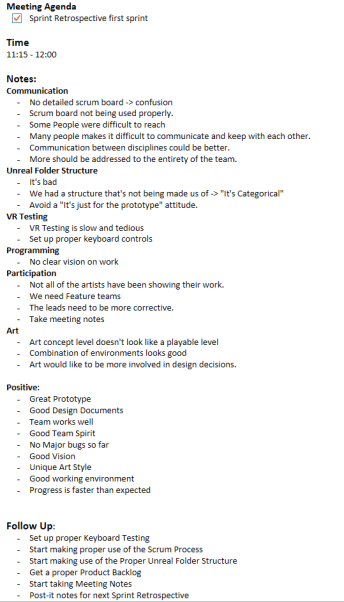 Meeting Agenda
Sprint Retrospective first sprint
Time
11:15 - 12:00
Notes:
Communication
- No detailed scrum board -> confusion
- Scrum board not being used properly.
- Some People were difficult to reach
- Many people makes it difficult to communicate and keep with each other.
- Communication between disciplines could be better.
- More should be addressed to the entirety of the team.
Unreal Folder Structure
- It's bad
- We had a structure that's not being made us of -> "It's Categorical"
- Avoid a "It's just for the prototype" attitude.
VR Testing
- VR Testing is slow and tedious
- Set up proper keyboard controls
Programming
- No clear vision on work
Participation
- Not all of the artists have been showing their work.
- We need Feature teams
- The leads need to be more corrective.
- Take meeting notes
Art
- Art concept level doesn't look like a playable level
- Combination of environments looks good
- Art would like to be more involved in design decisions.
Positive:
- Great Prototype
- Good Design Documents
- Team works well
- Good Team Spirit
- No Major bugs so far
- Good Vision
- Unique Art Style
- Good working environment
- Progress is faster than expected
Follow Up:
- Set up proper Keyboard Testing
- Start making proper use of the Scrum Process
- Start making use of the Proper Unreal Folder Structure
- Get a proper Product Backlog
- Start taking Meeting Notes
- Post-it notes for next Sprint Retrospective